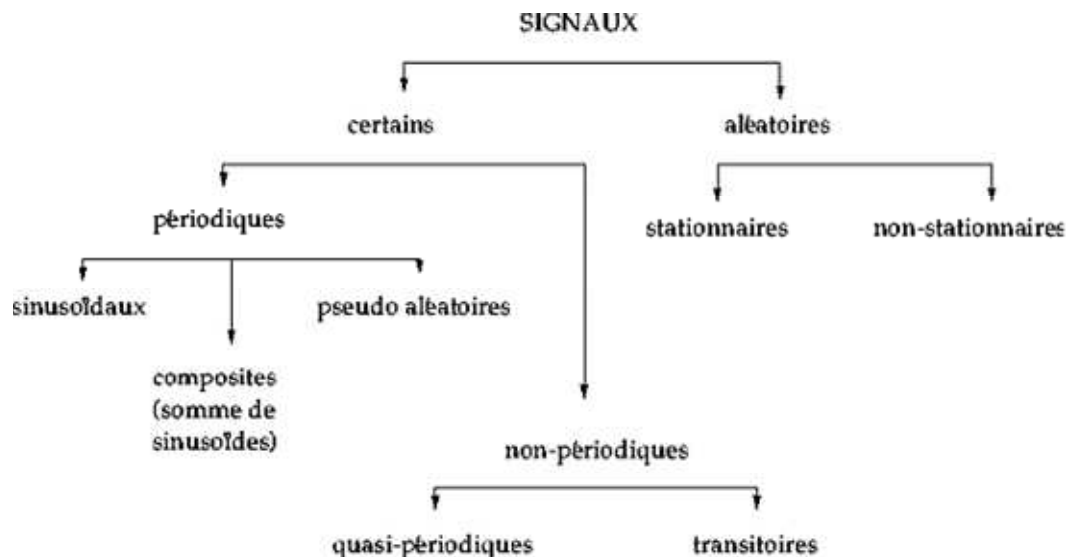 SIGNAUX
certains
aléatoires
périodiques
stationnaires
non-stationnaires
sinusoïdaux
pseudo aléatoires
composites
(somme de
sinusoïdes)
non-périodiques
quasi-périodiques
transitoires